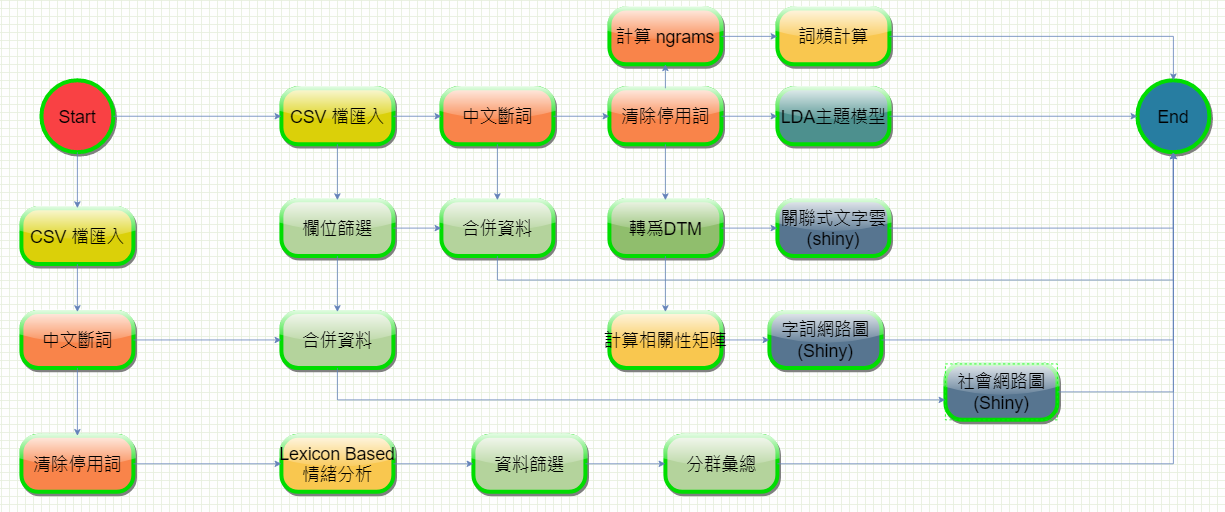 計算 ngrams
詞頻計算
Start
CSV 檔匯入
中文斷詞
清除停用詞
LDA主題模型
End
CSV 檔匯入
欄位篩選
合併資料
轉爲DTM
關聯式文字雲
(shiny)
中文斷詞
合併資料
計算相關性矩陣
字詞網路圖
(Shiny)
社會網路圖
(Shiny)
清除停用詞
Lexicon Based
情緒分析
資料篩選
分群彙總